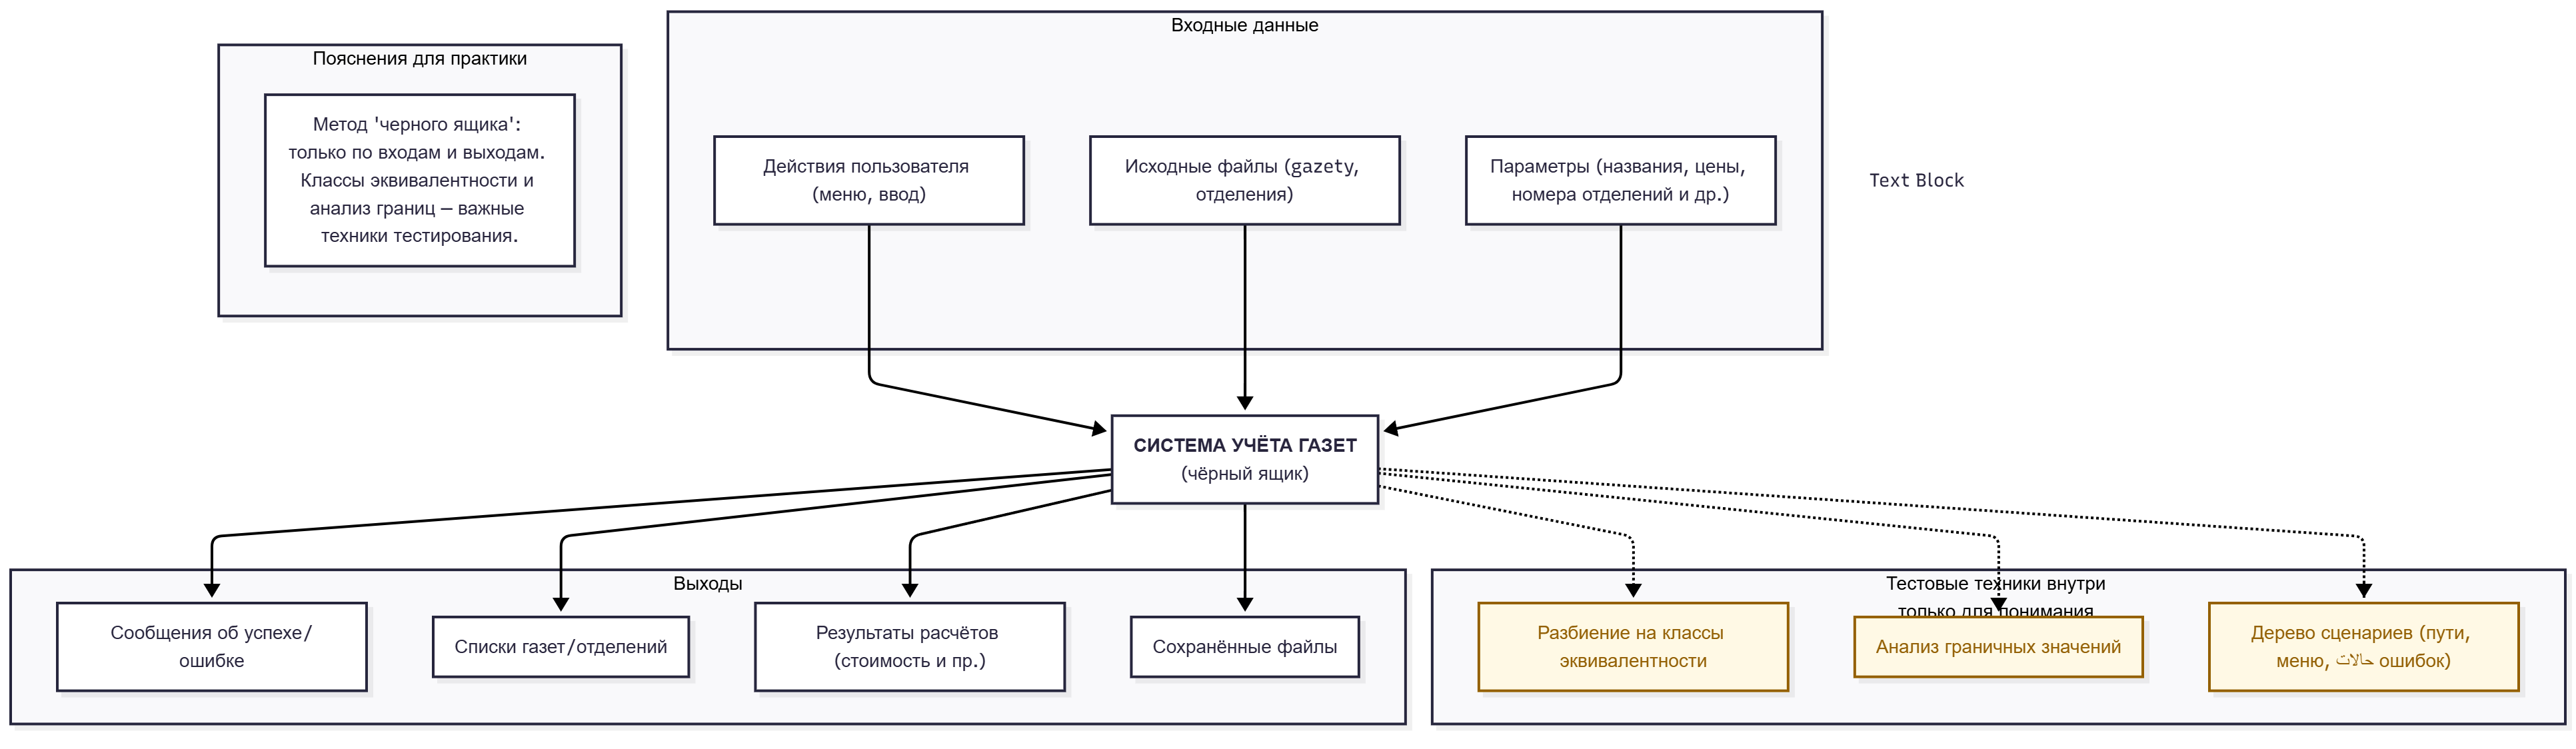 Входные данные
Пояснения для практики
Метод 'черного ящика':
только по входам и выходам.
Классы эквивалентности и
анализ границ – важные
техники тестирования.
Действия пользователя
(меню, ввод)
Исходные файлы (gazety,
отделения)
Параметры (названия, цены,
номера отделений и др.)
Text Block
СИСТЕМА УЧЁТА ГАЗЕТ
(чёрный ящик)
Выходы
Сообщения об успехе/
ошибке
Списки газет/отделений
Результаты расчётов
(стоимость и пр.)
Сохранённые файлы
Тестовые техники внутри
только для понимания
Разбиение на классы
эквивалентности
Анализ граничных значений
Дерево сценариев (пути,
меню, حالات ошибок)